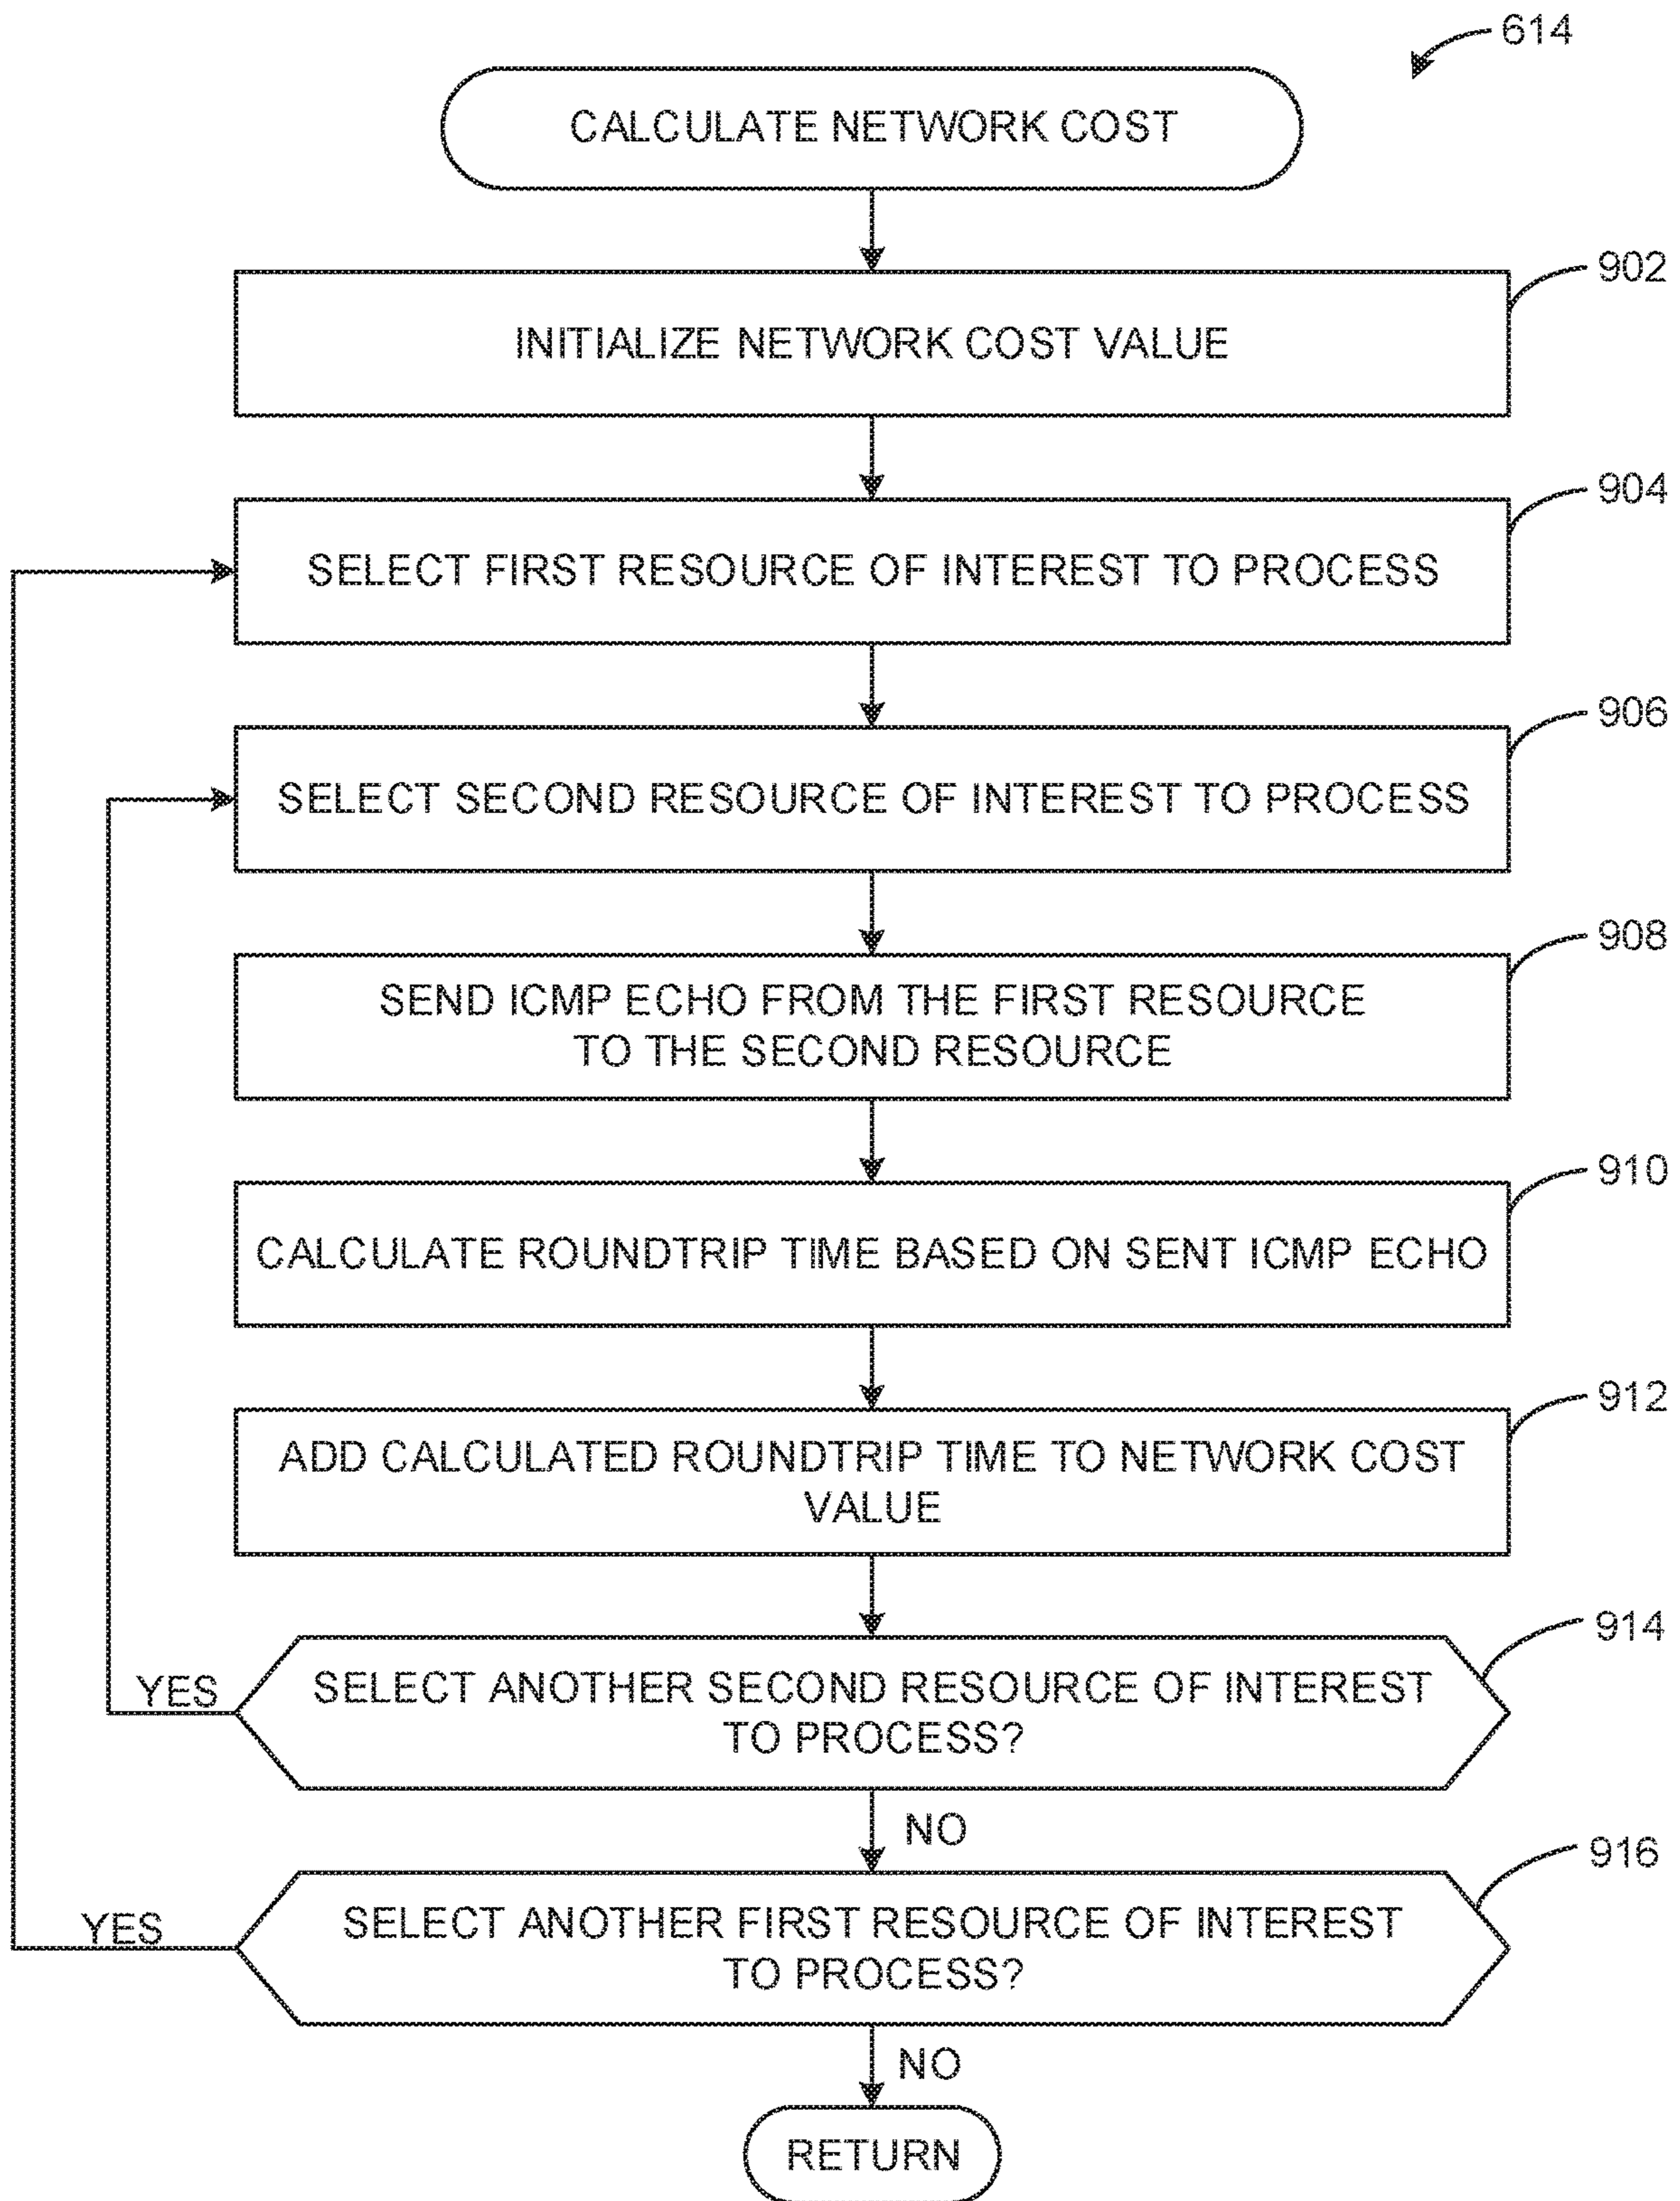 614
CALCULATE NETWORK COST
902
INITIALIZE NETWORK COST VALUE
904
SELECT FIRST RESOURCE OF INTEREST TO PROCESS
906
SELECT SECOND RESOURCE OF INTEREST TO PROCESS
908
SEND ICMP ECHO FROM THE FIRST RESOURCE
TO THE SECOND RESOURCE
910
CALCULATE ROUNDTRIP TIME BASED ON SENT ICMP ECHO
912
ADD CALCULATED ROUNDTRIP TIME TO NETWORK COST
VALUE
914
YES
SELECT ANOTHER SECOND RESOURCE OF INTEREST
TO PROCESS?
NO
916
YES
SELECT ANOTHER FIRST RESOURCE OF INTEREST
TO PROCESS?
NO
RETURN